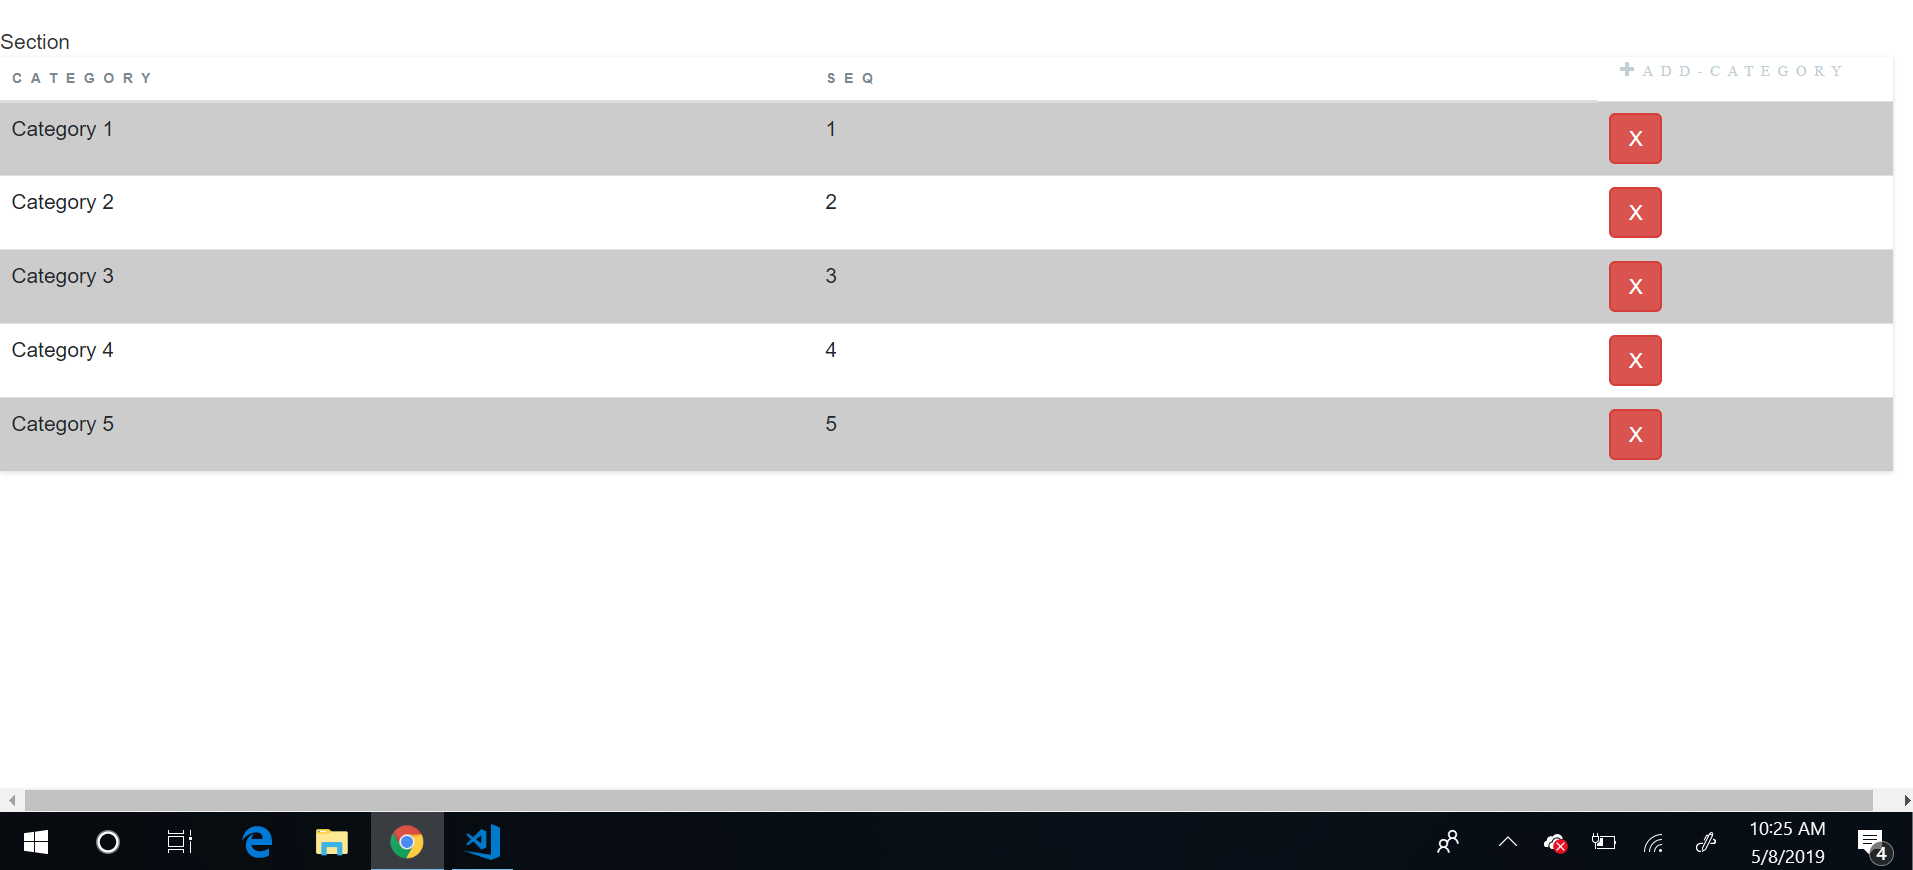 Section
CATEGORY SEQ ADD-CATEGORY
Category 1 1 X
Category 2 2 X
Category 3 3 X
Category 4 4 X
Category 5 5 X
10:25 AM
5/8/2019
4